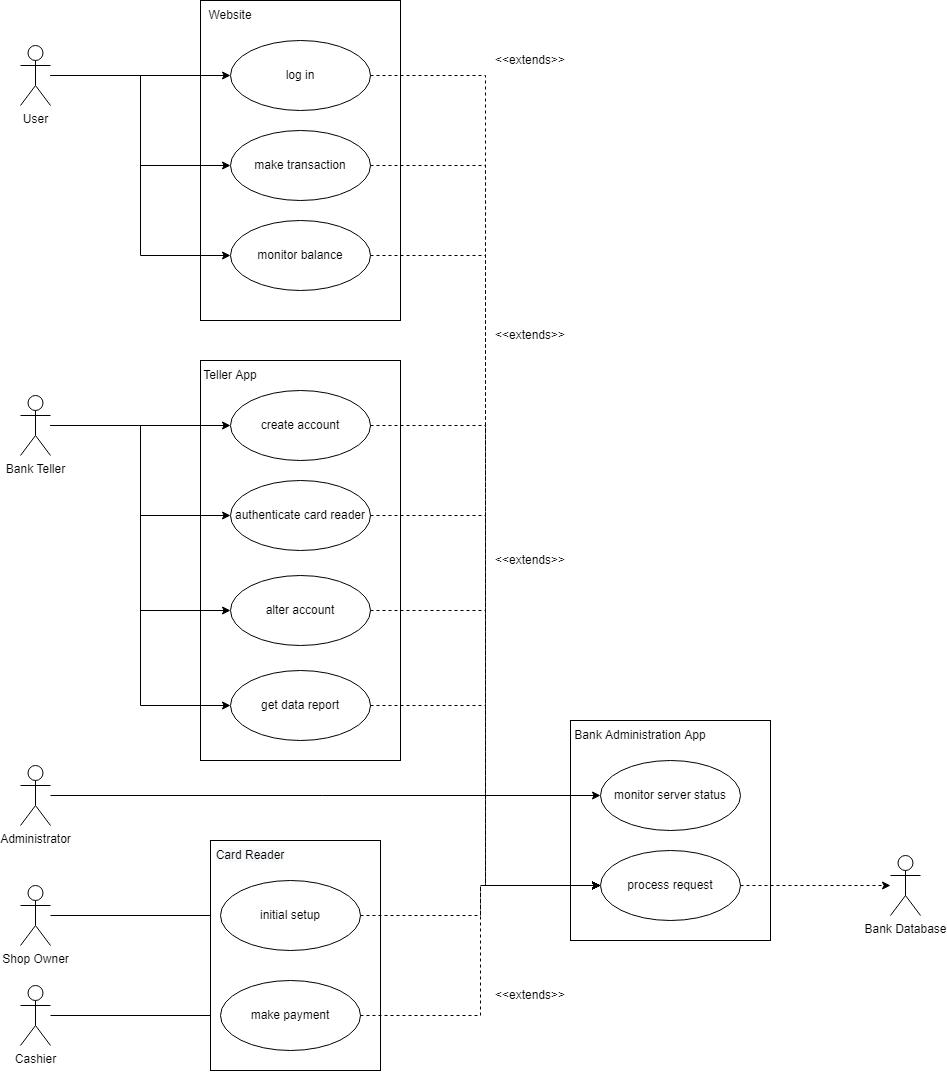 Website
log in
<<extends>>
User
make transaction
monitor balance
<<extends>>
Teller App
create account
Bank Teller
authenticate card reader
<<extends>>
alter account
get data report
Bank Administration App
monitor server status
Administrator
Card Reader
process request
initial setup
Bank Database
Shop Owner
<<extends>>
make payment
Cashier